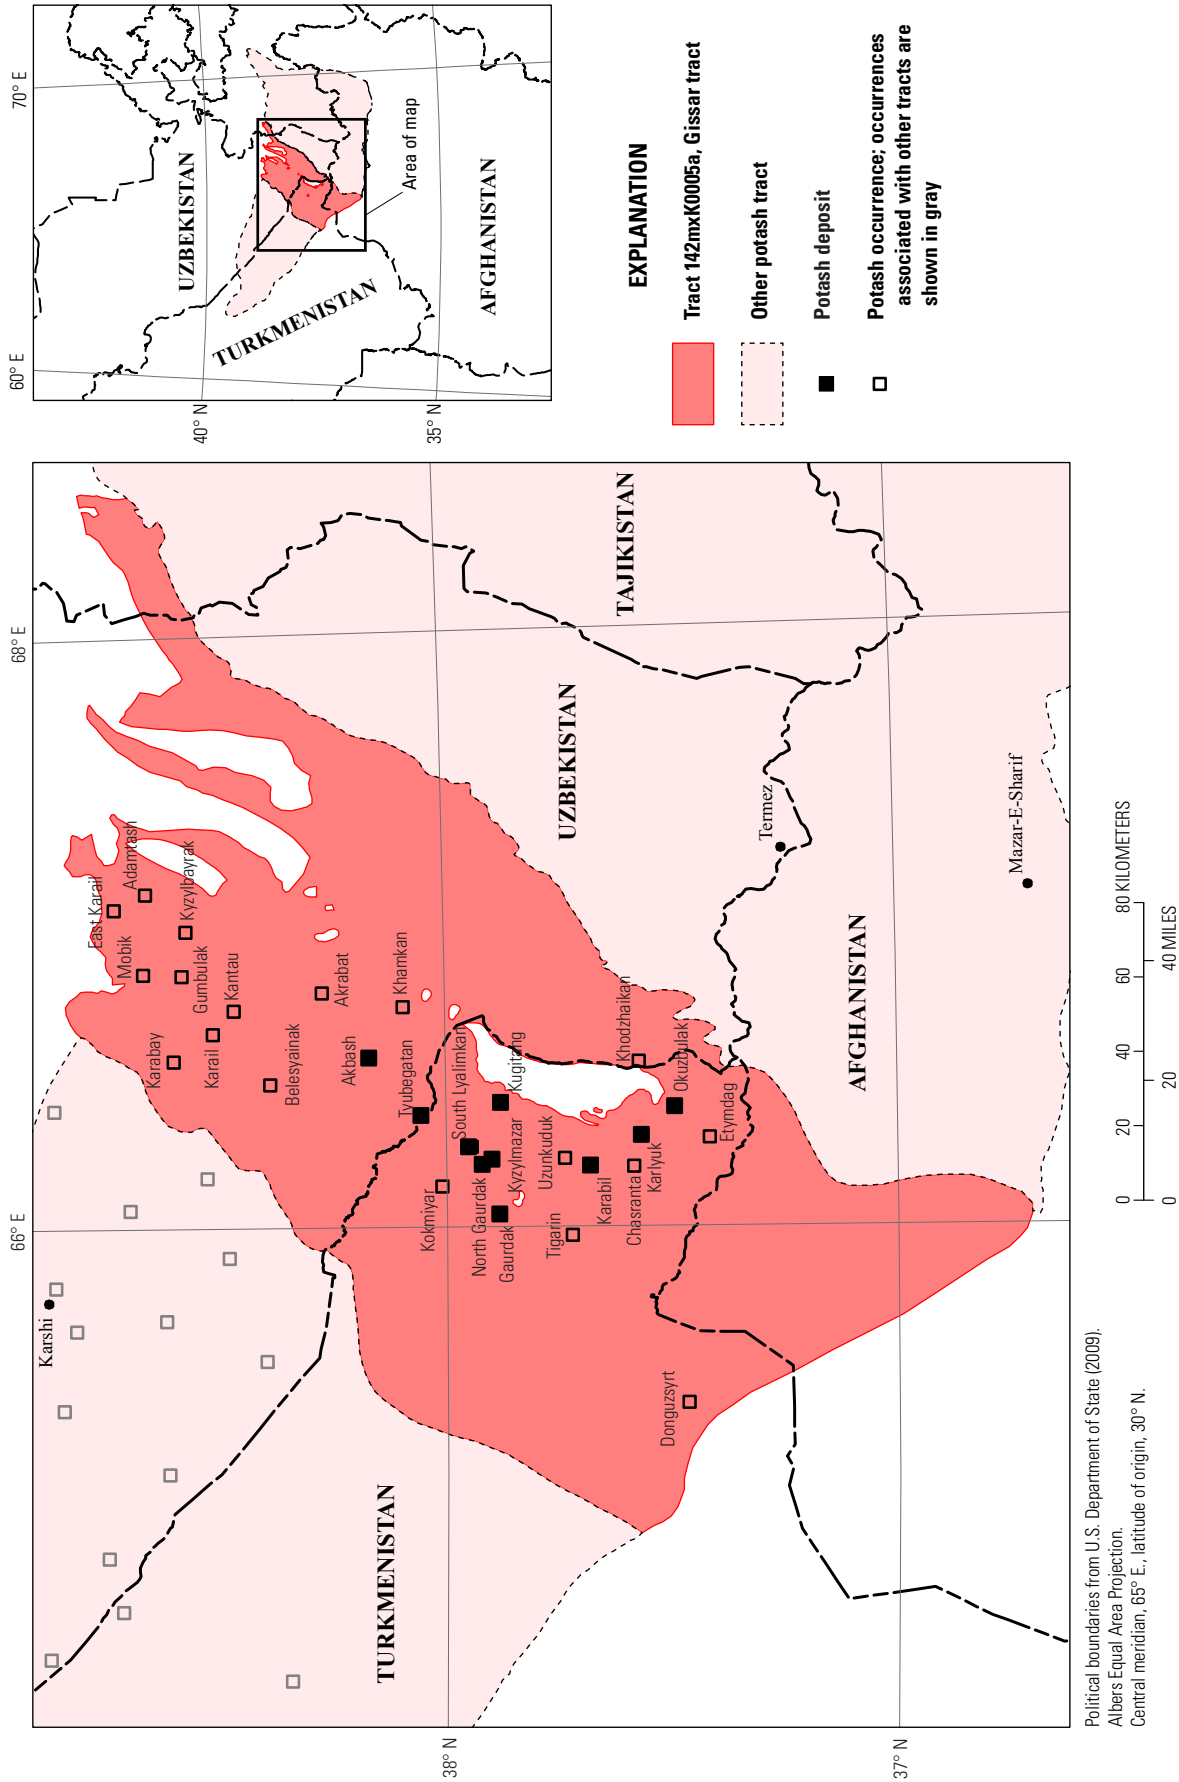 70° E
60° E
40° N
35° N
UZBEKISTAN
TURKMENISTAN
AFGHANISTAN
Area of map
EXPLANATION
Tract 142mxK0005a, Gissar tract
Other potash tract
Potash deposit
Potash occurrence; occurrences
associated with other tracts are
shown in gray
68° E
66° E
38° N
37° N
TURKMENISTAN
UZBEKISTAN
TAJIKISTAN
AFGHANISTAN
Karshi
Termez
Mazar-E-Sharif
East Karail
Adamtash
Mobik
Kyzylbayrak
Gumbulak
Kantau
Karabay
Karail
Belesyainak
Akrabat
Khamkan
Akbash
Tyubegatan
South Lyalimkan
Kugitang
Kokmiyar
North Gaurdak
Kyzylmazar
Gaurdak
Uzunkuduk
Tigarin
Karabil
Chasranta
Karlyuk
Khodzhaikan
Okuzbulak
Etymdag
Donguzsyrt
0 20 40 60 80 KILOMETERS
0 20 40 MILES
Political boundaries from U.S. Department of State (2009).
Albers Equal Area Projection.
Central meridian, 65° E., latitude of origin, 30° N.